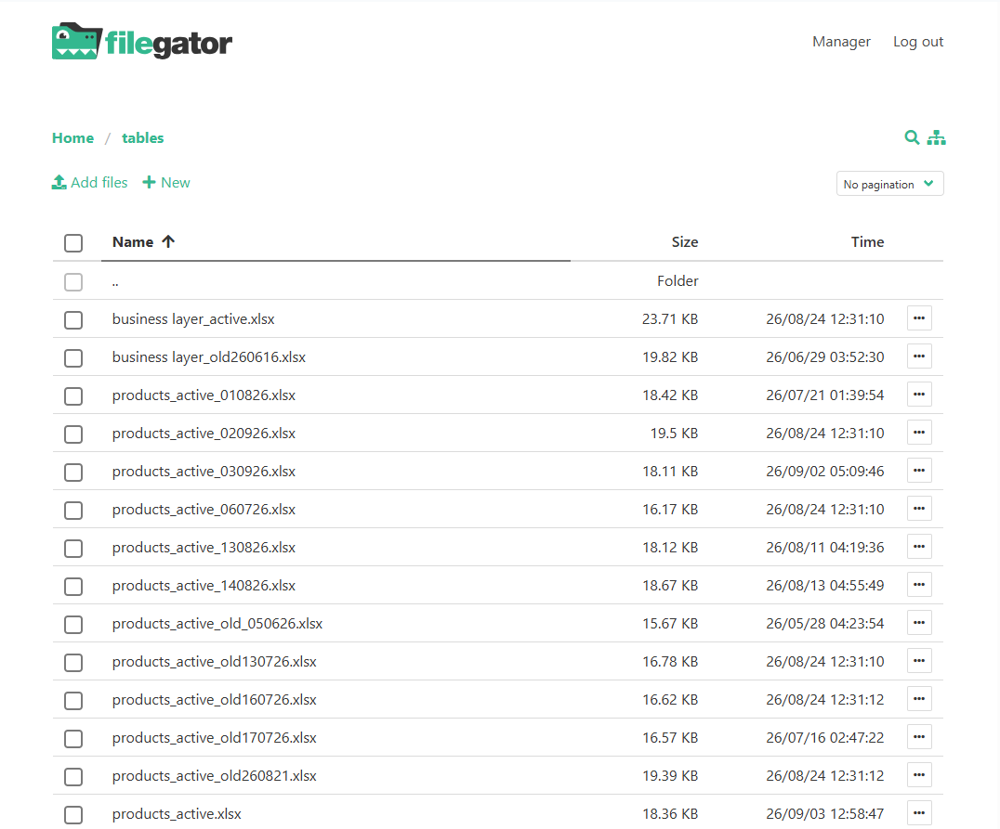 filegator
Manager Log out
Home / tables
Add files New
No pagination
Name Size Time
.. Folder
business layer_active.xlsx 23.71 KB 26/08/24 12:31:10
business layer_old260616.xlsx 19.82 KB 26/06/29 03:52:30
products_active_010826.xlsx 18.42 KB 26/07/21 01:39:54
products_active_020926.xlsx 19.5 KB 26/08/24 12:31:10
products_active_030926.xlsx 18.11 KB 26/09/02 05:09:46
products_active_060726.xlsx 16.17 KB 26/08/24 12:31:10
products_active_130826.xlsx 18.12 KB 26/08/11 04:19:36
products_active_140826.xlsx 18.67 KB 26/08/13 04:55:49
products_active_old_050626.xlsx 15.67 KB 26/05/28 04:23:54
products_active_old130726.xlsx 16.78 KB 26/08/24 12:31:10
products_active_old160726.xlsx 16.62 KB 26/08/24 12:31:12
products_active_old170726.xlsx 16.57 KB 26/07/16 02:47:22
products_active_old260821.xlsx 19.39 KB 26/08/24 12:31:12
products_active.xlsx 18.36 KB 26/09/03 12:58:47